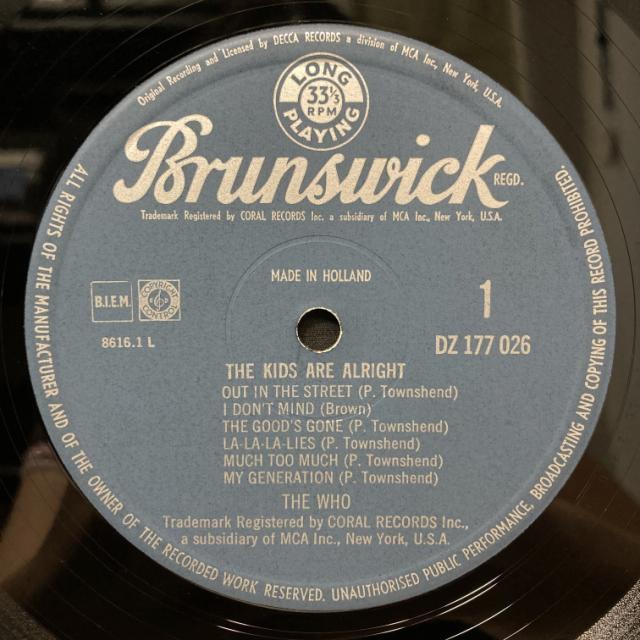 Original Recording and Licensed by DECCA RECORDS a division of MCA Inc, New York, U.S.A.
LONG
33⅓
RPM
PLAYING
Brunswick REGD.
Trademark Registered by CORAL RECORDS Inc. a subsidiary of MCA Inc., New York, U.S.A.
MADE IN HOLLAND
B.I.E.M. COPYRIGHT CONTROL
1
8616.1 L
DZ 177 026
THE KIDS ARE ALRIGHT
OUT IN THE STREET (P. Townshend)
I DON'T MIND (Brown)
THE GOOD'S GONE (P. Townshend)
LA-LA-LA-LIES (P. Townshend)
MUCH TOO MUCH (P. Townshend)
MY GENERATION (P. Townshend)
THE WHO
Trademark Registered by CORAL RECORDS Inc.,
a subsidiary of MCA Inc., New York, U.S.A.
ALL RIGHTS OF THE MANUFACTURER AND OF THE OWNER OF THE RECORDED WORK RESERVED. UNAUTHORISED PUBLIC PERFORMANCE, BROADCASTING AND COPYING OF THIS RECORD PROHIBITED.